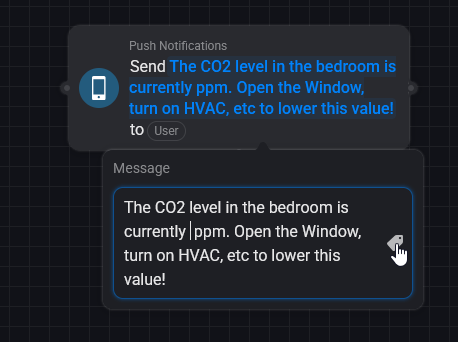 Push Notifications
Send The CO2 level in the bedroom is
currently ppm. Open the Window,
turn on HVAC, etc to lower this value!
to User
Message
The CO2 level in the bedroom is
currently ppm. Open the Window,
turn on HVAC, etc to lower this
value!